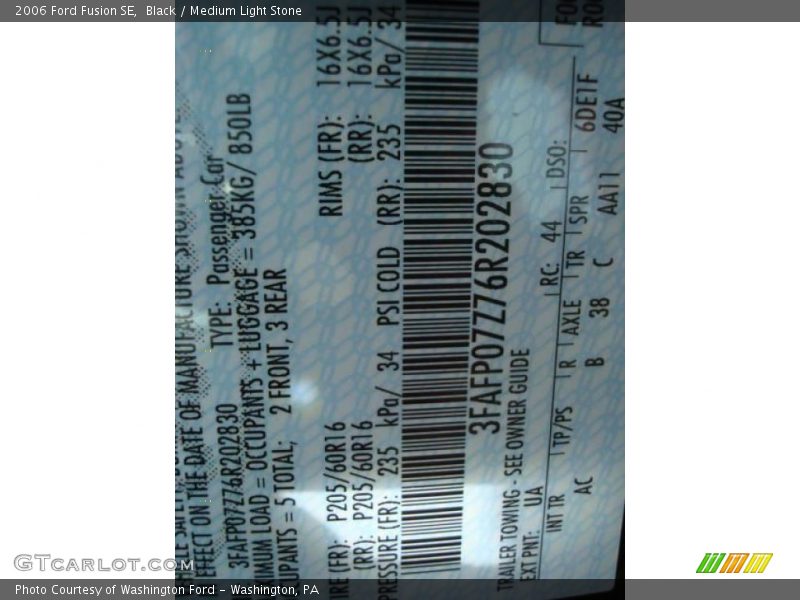 2006 Ford Fusion SE,  Black / Medium Light Stone
EFFECT ON THE DATE OF MANUFACTURE SHOWN
3FAFP07Z76R202830 TYPE: Passenger Car
MAXIMUM LOAD = OCCUPANTS + LUGGAGE = 385KG/ 850LB
OCCUPANTS = 5 TOTAL; 2 FRONT, 3 REAR
TIRE (FR): P205/60R16 RIMS (FR): 16X6.5J
(RR): P205/60R16 (RR): 16X6.5J
PRESSURE (FR): 235 kPa/ 34 PSI COLD (RR): 235 kPa/ 34
3FAFP07Z76R202830
TRAILER TOWING - SEE OWNER GUIDE
EXT PNT: UA RC: 44 DSO:
INT TR TP/PS R AXLE TR SPR 6DE1F
AC B 38 C AA11 40A
GTCarLot.com
Photo Courtesy of Washington Ford - Washington, PA